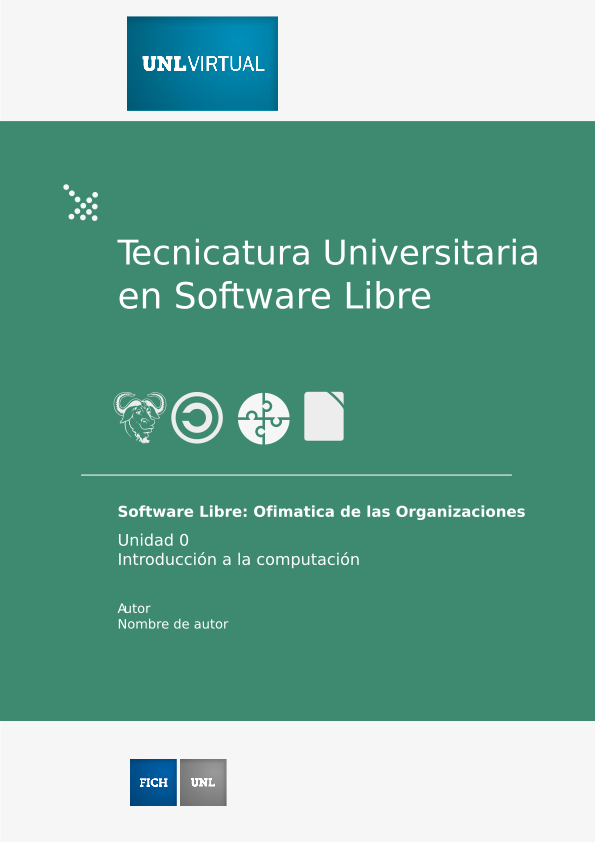 UNLVIRTUAL
Tecnicatura Universitaria
en Software Libre
Software Libre: Ofimatica de las Organizaciones
Unidad 0
Introducción a la computación
Autor
Nombre de autor
FICH UNL